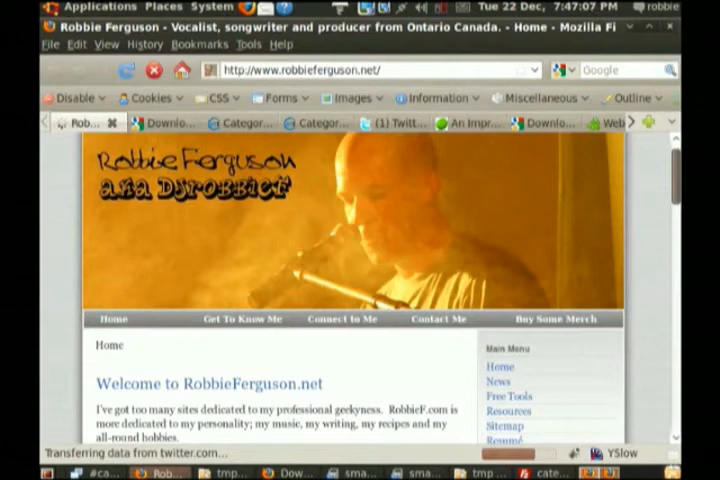 Applications Places System Tue 22 Dec, 7:47:07 PM robbie
Robbie Ferguson - Vocalist, songwriter and producer from Ontario Canada. - Home - Mozilla Fi
File Edit View History Bookmarks Tools Help
http://www.robbieferguson.net/ Google
Disable Cookies CSS Forms Images Information Miscellaneous Outline
Rob... Downlo... Categor... Categor... (1) Twitt... An Impr... Downlo... Web
Robbie Ferguson
aka DJRobbieF
Home Get To Know Me Connect to Me Contact Me Buy Some Merch
Home
Welcome to RobbieFerguson.net
I've got too many sites dedicated to my professional geekyness. RobbieF.com is
more dedicated to my personality; my music, my writing, my recipes and my
all-round hobbies.
Main Menu
Home
News
Free Tools
Resources
Sitemap
Resumé
Transferring data from twitter.com... YSlow
#ca... Rob... tmp... Dow... sma... sma... tmp... cate...